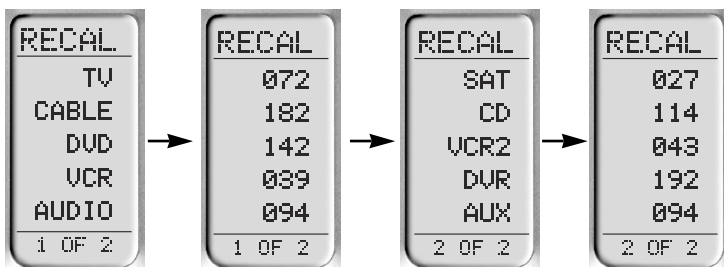 RECAL
TV
CABLE
DVD
VCR
AUDIO
1 OF 2
RECAL
072
182
142
039
094
1 OF 2
RECAL
SAT
CD
VCR2
DVR
AUX
2 OF 2
RECAL
027
114
043
192
094
2 OF 2